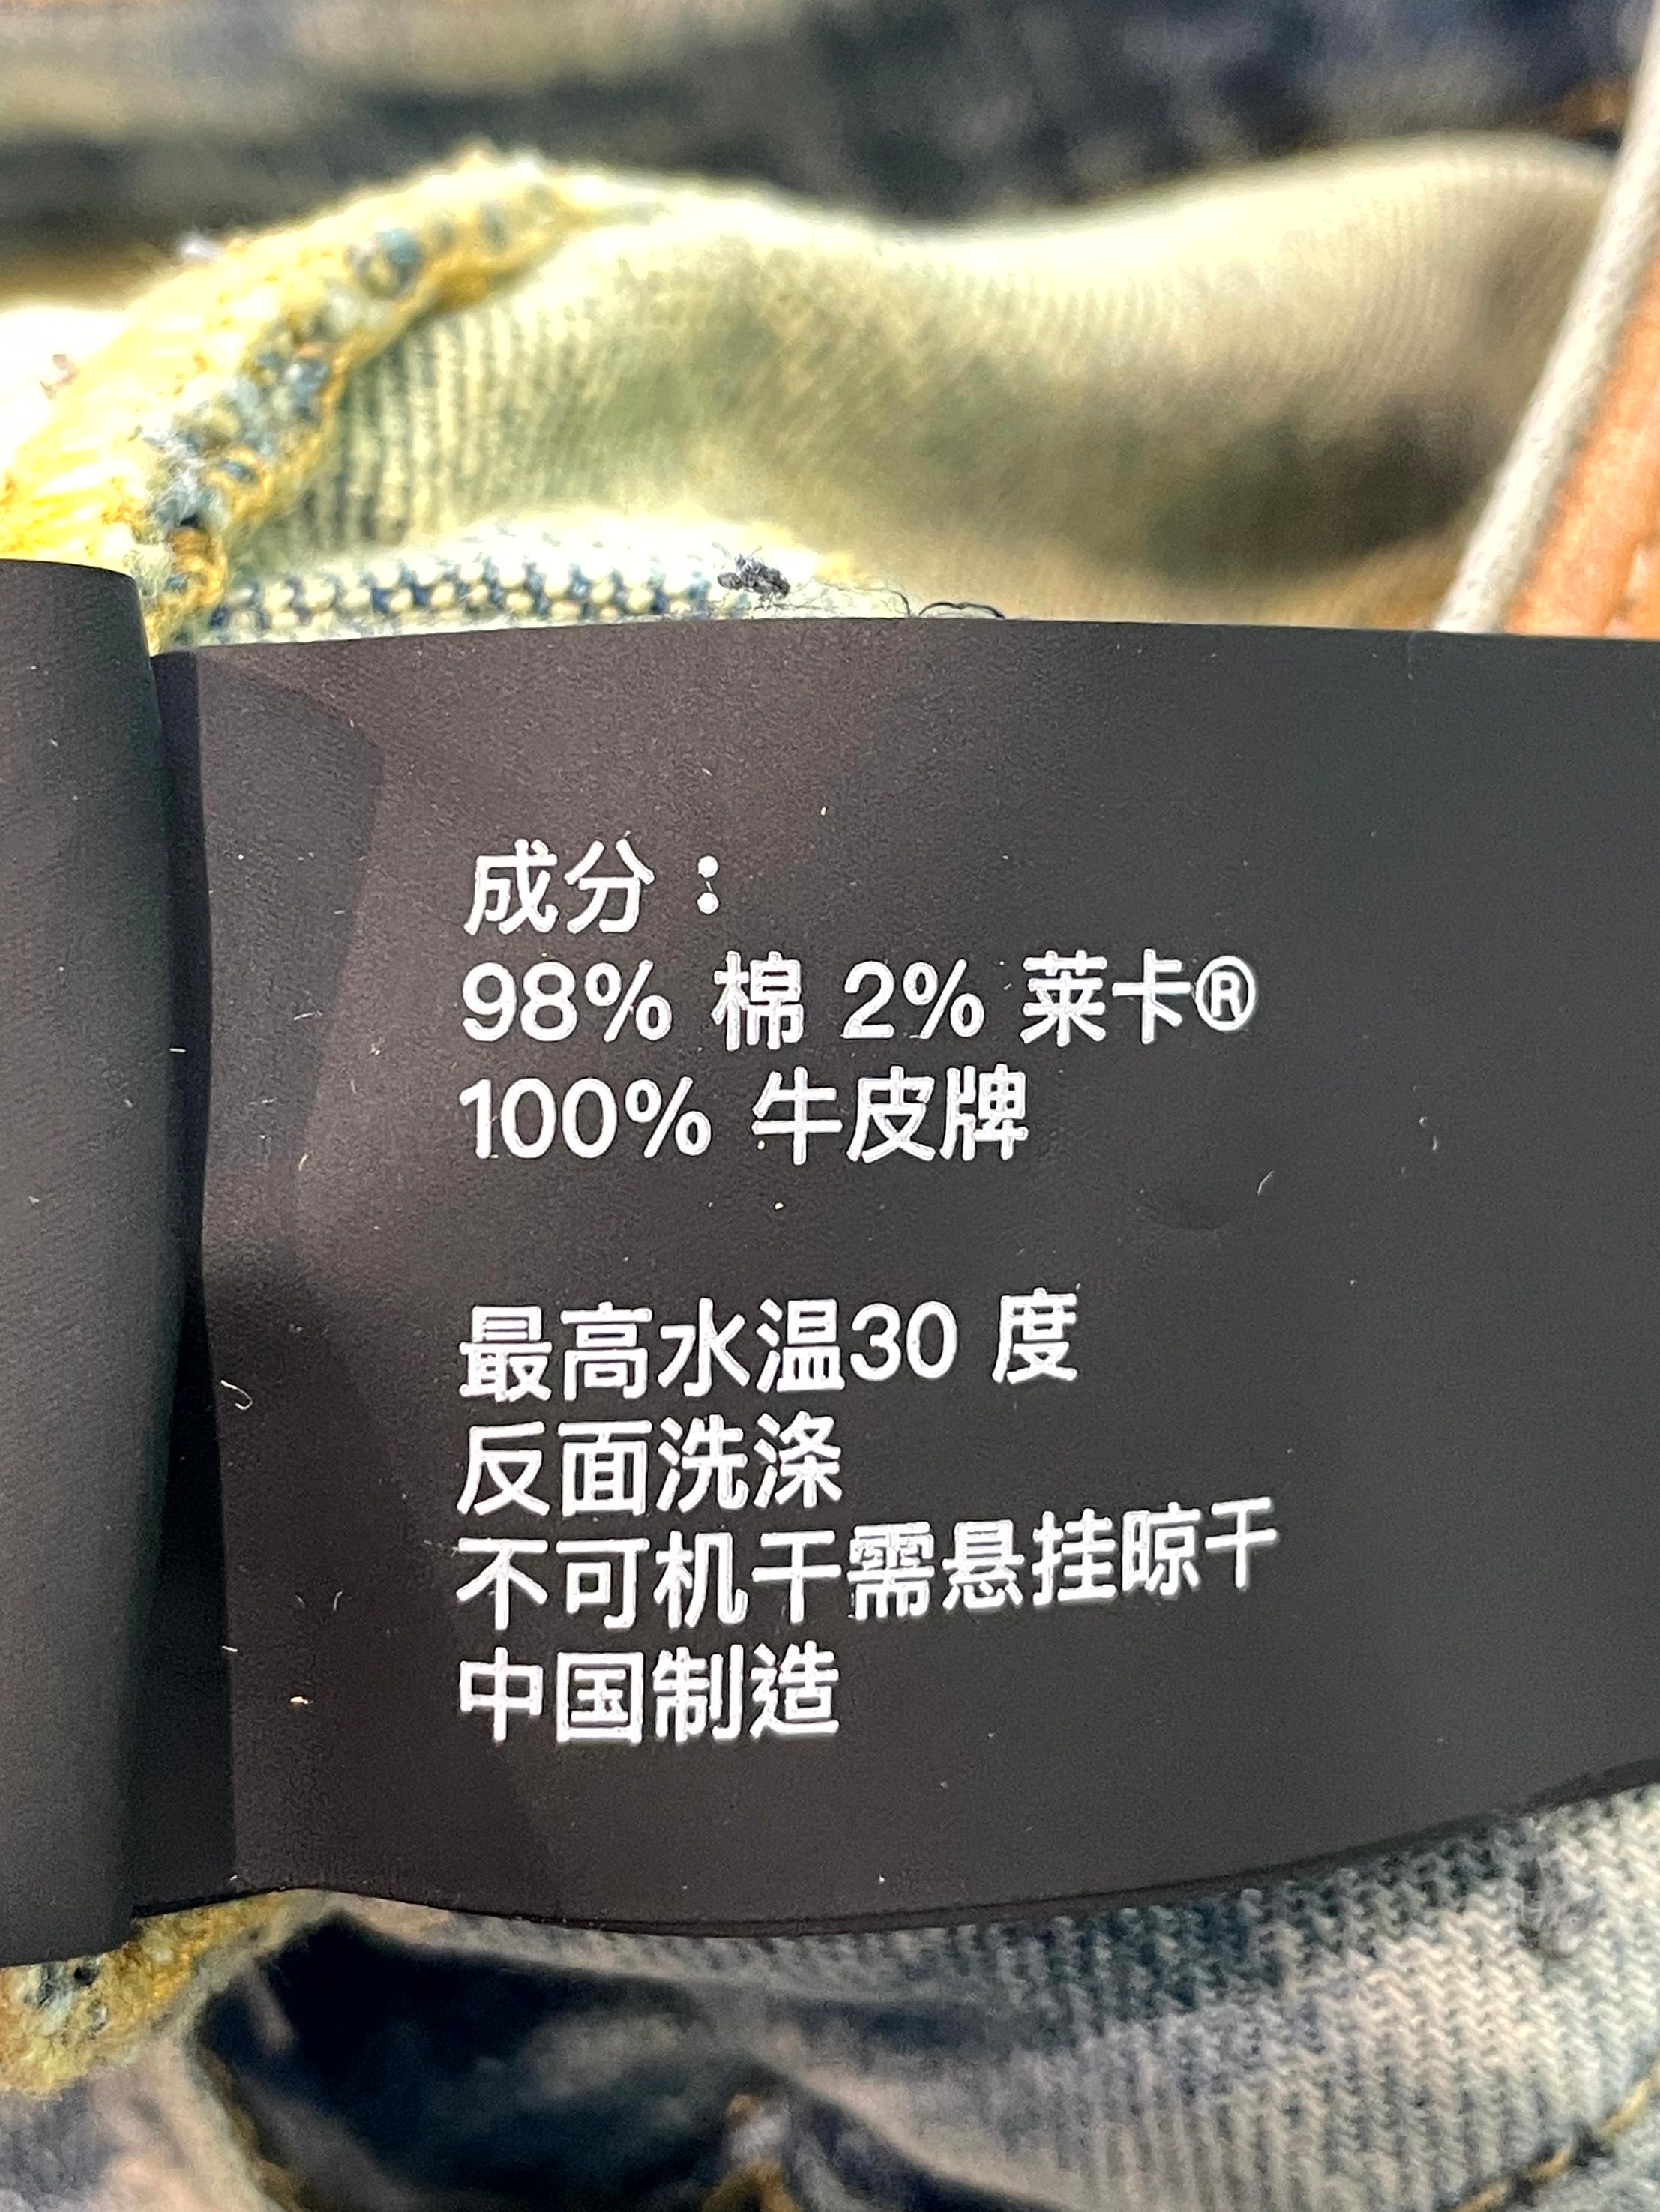 成分：
98% 棉 2% 莱卡®
100% 牛皮牌
最高水温30 度
反面洗涤
不可机干需悬挂晾干
中国制造